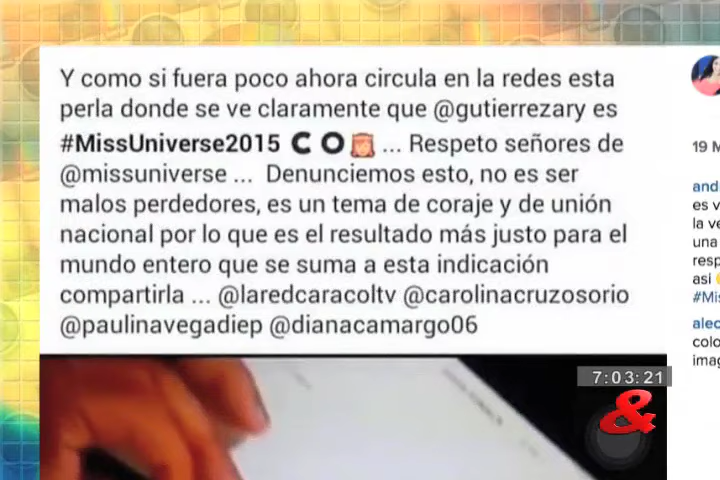 Y como si fuera poco ahora circula en la redes esta
perla donde se ve claramente que @gutierrezary es
#MissUniverse2015 C O ... Respeto señores de
@missuniverse ... Denunciemos esto, no es ser
malos perdedores, es un tema de coraje y de unión
nacional por lo que es el resultado más justo para el
mundo entero que se suma a esta indicación
compartirla ... @laredcaracoltv @carolinacruzosorio
@paulinavegadiep @dianacamargo06
19 M
and
es v
la ve
una
resp
asi
#Mis
alec
colo
imag
7:03:21
&